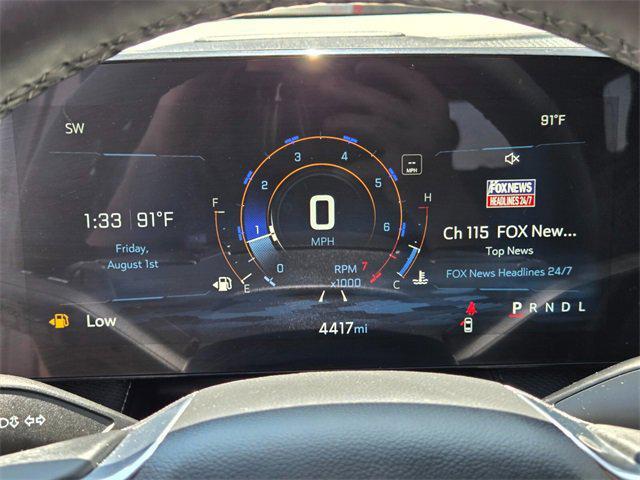 SW
91°F
-- MPH
1:33 91°F
Friday,
August 1st
F
E
0 1 2 3 4 5 6 7
0
MPH
RPM
x1000
H
C
FOX NEWS
HEADLINES 24/7
Ch 115 FOX New...
Top News
FOX News Headlines 24/7
Low
4417mi
P R N D L